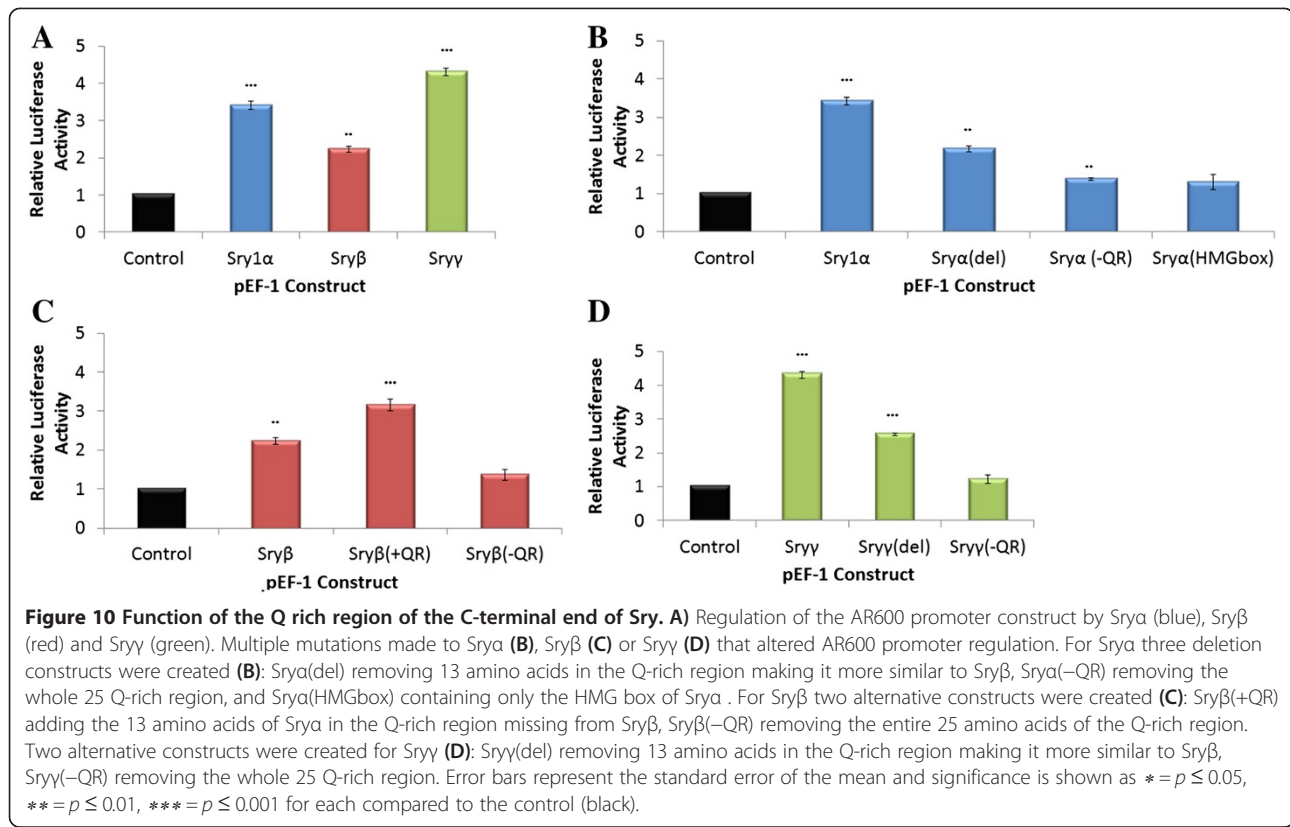 A
Relative Luciferase
Activity
5
4
3
2
1
0
***
**
***
Control Sry1α Sryβ Sryγ
pEF-1 Construct
B
Relative Luciferase
Activity
5
4
3
2
1
0
***
**
**
Control Sry1α Sryα(del) Sryα (-QR) Sryα(HMGbox)
pEF-1 Construct
C
Relative Luciferase
Activity
5
4
3
2
1
0
**
***
Control Sryβ Sryβ(+QR) Sryβ(-QR)
pEF-1 Construct
D
Relative Luciferase
Activity
5
4
3
2
1
0
***
***
Control Sryγ Sryγ(del) Sryγ(-QR)
pEF-1 Construct
Figure 10 Function of the Q rich region of the C-terminal end of Sry. A) Regulation of the AR600 promoter construct by Sryα (blue), Sryβ
(red) and Sryγ (green). Multiple mutations made to Sryα (B), Sryβ (C) or Sryγ (D) that altered AR600 promoter regulation. For Sryα three deletion
constructs were created (B): Sryα(del) removing 13 amino acids in the Q-rich region making it more similar to Sryβ, Sryα(−QR) removing the
whole 25 Q-rich region, and Sryα(HMGbox) containing only the HMG box of Sryα . For Sryβ two alternative constructs were created (C): Sryβ(+QR)
adding the 13 amino acids of Sryα in the Q-rich region missing from Sryβ, Sryβ(−QR) removing the entire 25 amino acids of the Q-rich region.
Two alternative constructs were created for Sryγ (D): Sryγ(del) removing 13 amino acids in the Q-rich region making it more similar to Sryβ,
Sryγ(−QR) removing the whole 25 Q-rich region. Error bars represent the standard error of the mean and significance is shown as ∗ = p ≤ 0.05,
∗∗ = p ≤ 0.01, ∗∗∗ = p ≤ 0.001 for each compared to the control (black).